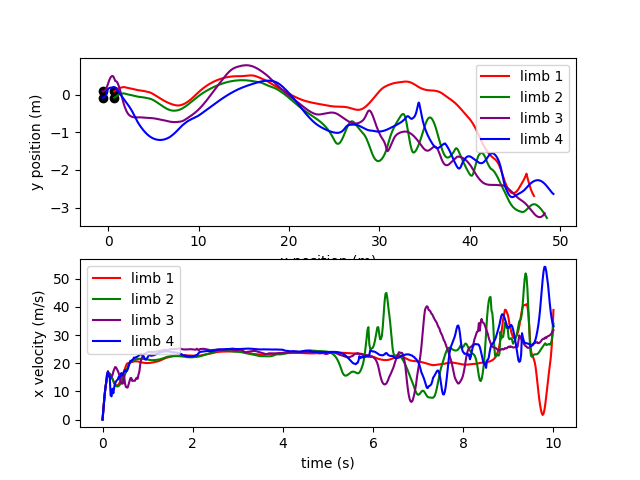 0
−1
−2
−3
y position (m)
limb 1
limb 2
limb 3
limb 4
0
10
20
30
40
50
x position (m)
50
40
30
20
10
0
x velocity (m/s)
limb 1
limb 2
limb 3
limb 4
0
2
4
6
8
10
time (s)